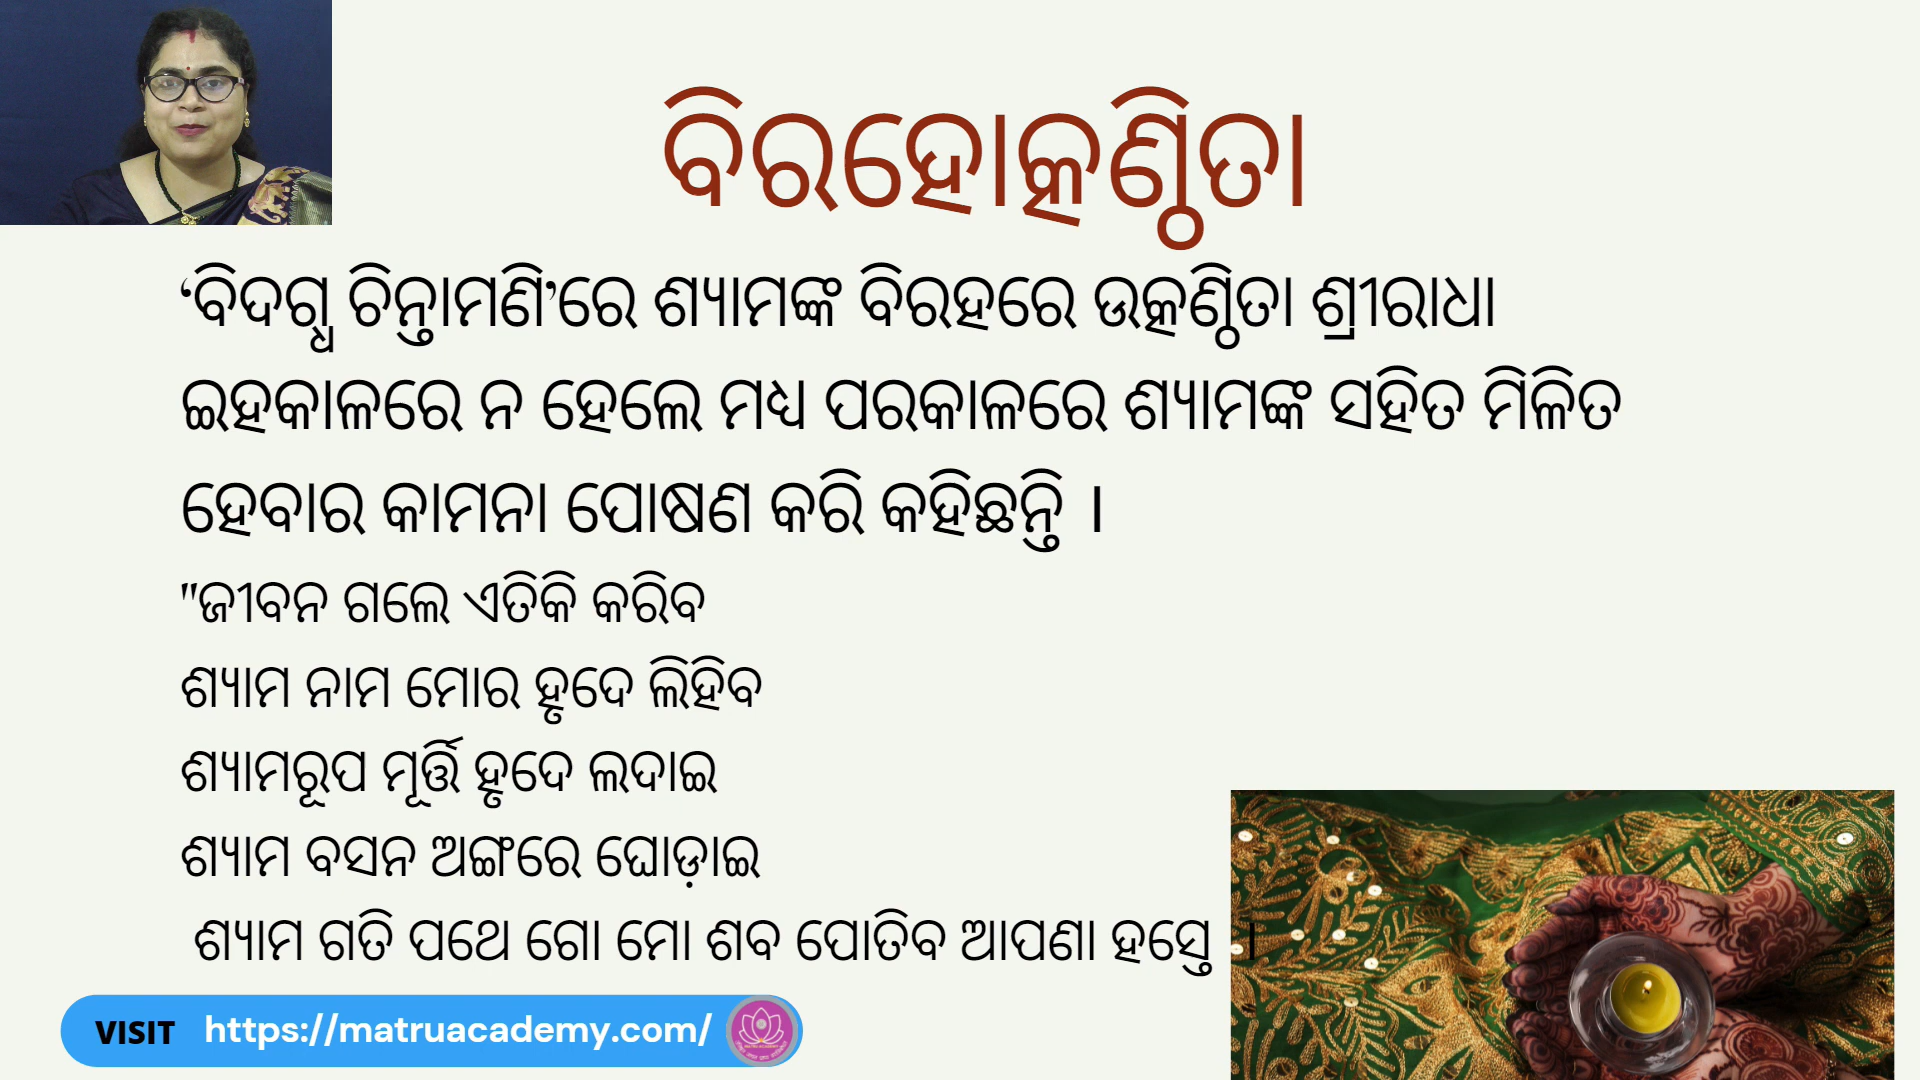 ବିରହୋତ୍କଣ୍ଠିତା
‘ବିଦଗ୍ଧ ଚିନ୍ତାମଣି’ରେ ଶ୍ୟାମଙ୍କ ବିରହରେ ଉତ୍କଣ୍ଠିତା ଶ୍ରୀରାଧା
ଇହକାଳରେ ନ ହେଲେ ମଧ୍ୟ ପରକାଳରେ ଶ୍ୟାମଙ୍କ ସହିତ ମିଳିତ
ହେବାର କାମନା ପୋଷଣ କରି କହିଛନ୍ତି ।
"ଜୀବନ ଗଲେ ଏତିକି କରିବ
ଶ୍ୟାମ ନାମ ମୋର ହୃଦେ ଲିହିବ
ଶ୍ୟାମରୂପ ମୂର୍ତ୍ତି ହୃଦେ ଲଦାଇ
ଶ୍ୟାମ ବସନ ଅଙ୍ଗରେ ଘୋଡ଼ାଇ
ଶ୍ୟାମ ଗତି ପଥେ ଗୋ ମୋ ଶବ ପୋତିବ ଆପଣା ହସ୍ତେ ।
VISIT https://matruacademy.com/